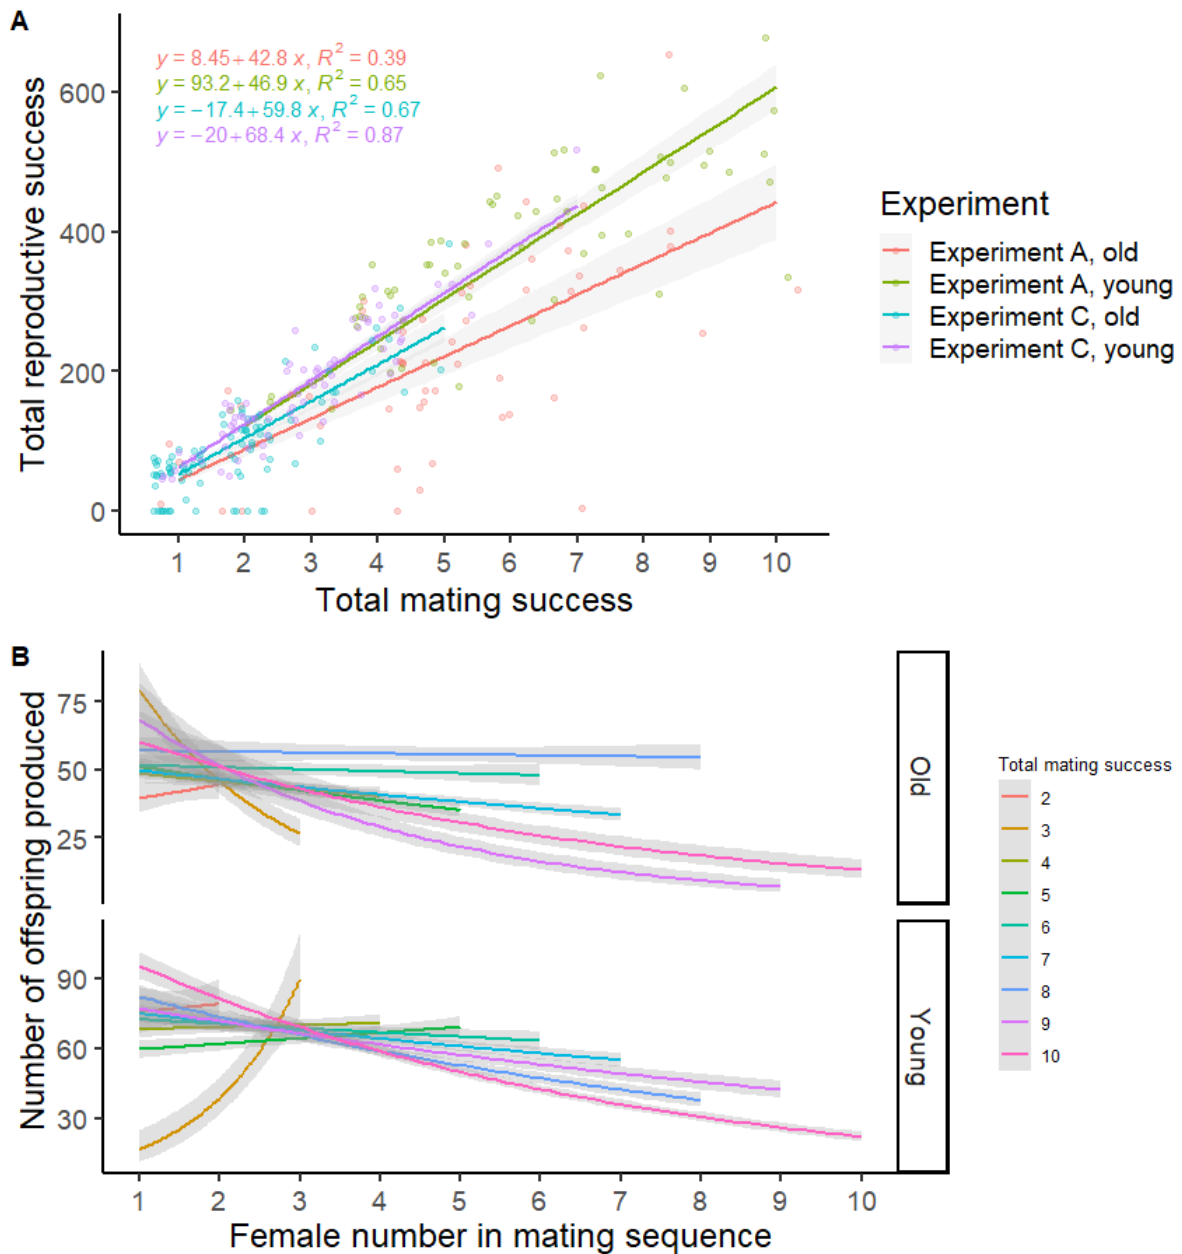 A
y = 8.45+42.8 x, R² = 0.39
y = 93.2+46.9 x, R² = 0.65
y = −17.4+59.8 x, R² = 0.67
y = −20+68.4 x, R² = 0.87
Total reproductive success
600
400
200
0
1 2 3 4 5 6 7 8 9 10
Total mating success
Experiment
Experiment A, old
Experiment A, young
Experiment C, old
Experiment C, young
B
Number of offspring produced
75
50
25
Old
90
60
30
Young
1 2 3 4 5 6 7 8 9 10
Female number in mating sequence
Total mating success
2
3
4
5
6
7
8
9
10